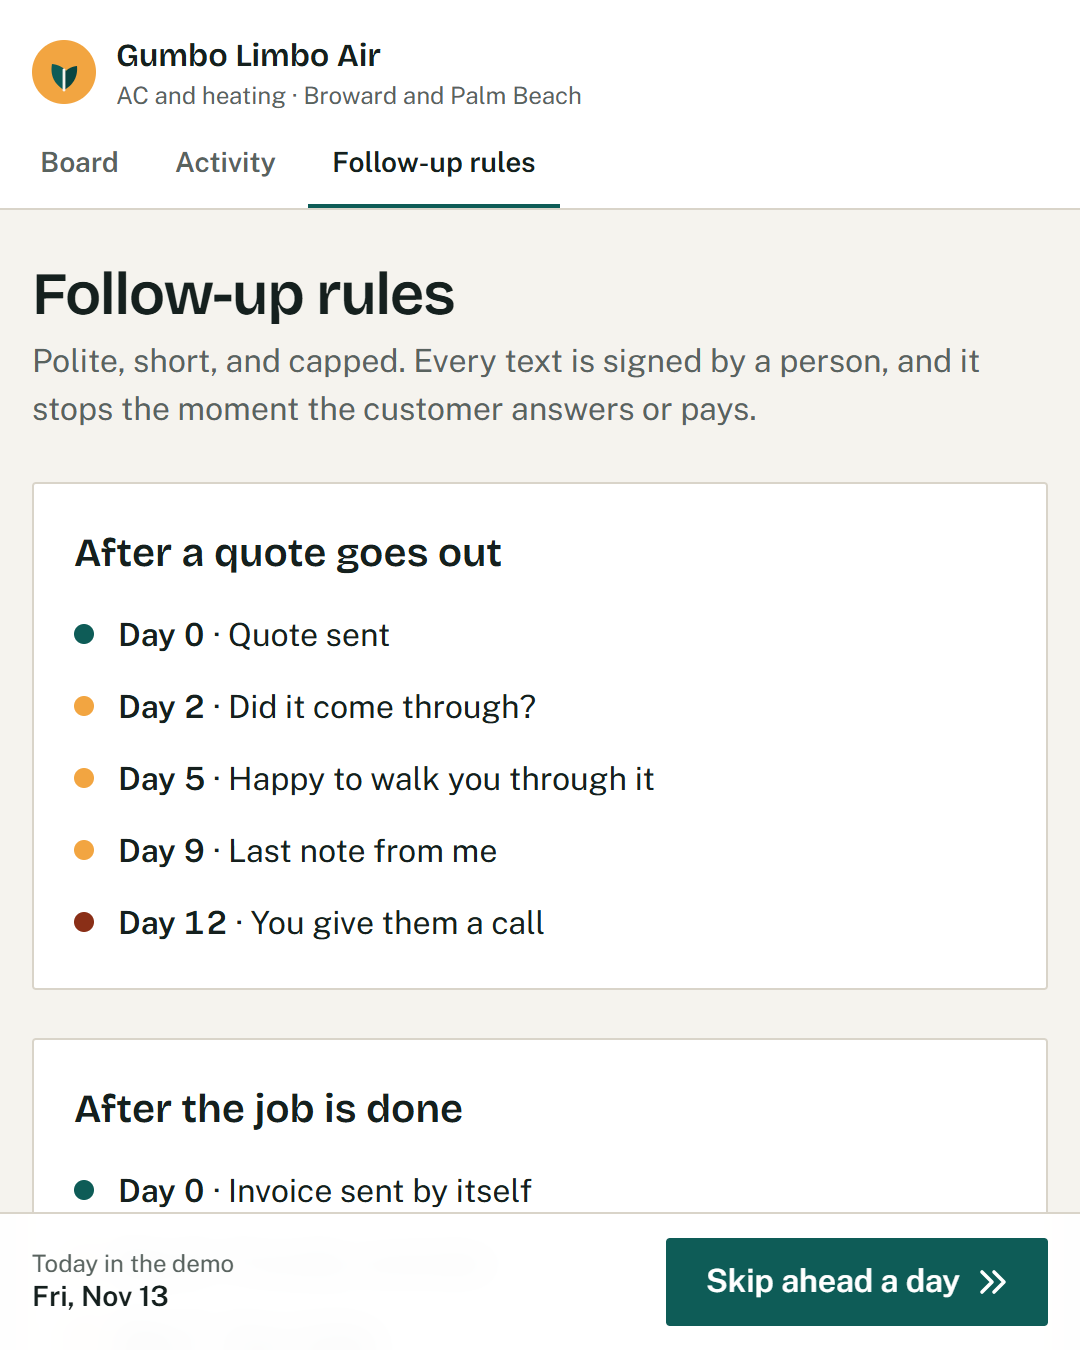 Gumbo Limbo Air
AC and heating · Broward and Palm Beach
Board Activity Follow-up rules
Follow-up rules
Polite, short, and capped. Every text is signed by a person, and it
stops the moment the customer answers or pays.
After a quote goes out
Day 0 · Quote sent
Day 2 · Did it come through?
Day 5 · Happy to walk you through it
Day 9 · Last note from me
Day 12 · You give them a call
After the job is done
Day 0 · Invoice sent by itself
Today in the demo
Fri, Nov 13
Skip ahead a day